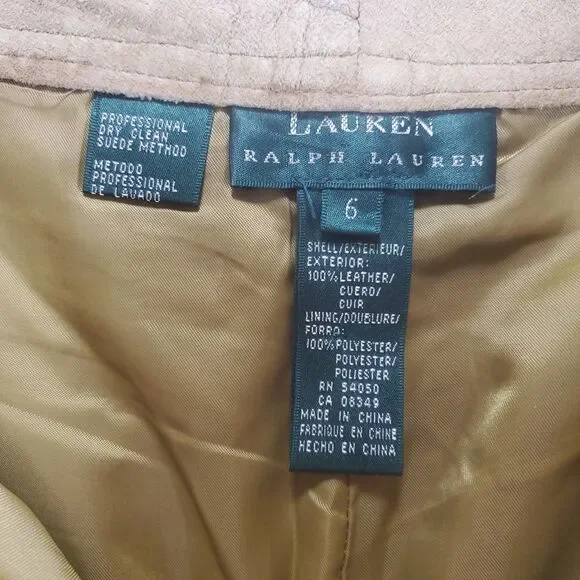 PROFESSIONAL
DRY CLEAN
SUEDE METHOD
METODO
PROFESIONAL
DE LAVADO
LAUREN
RALPH LAUREN
6
SHELL/EXTERIEUR/
EXTERIOR:
100%LEATHER/
CUERO/
CUIR
LINING/DOUBLURE/
FORRO:
100%POLYESTER/
POLYESTER/
POLIESTER
RN 54050
CA 08349
MADE IN CHINA
FABRIQUE EN CHINE
HECHO EN CHINA